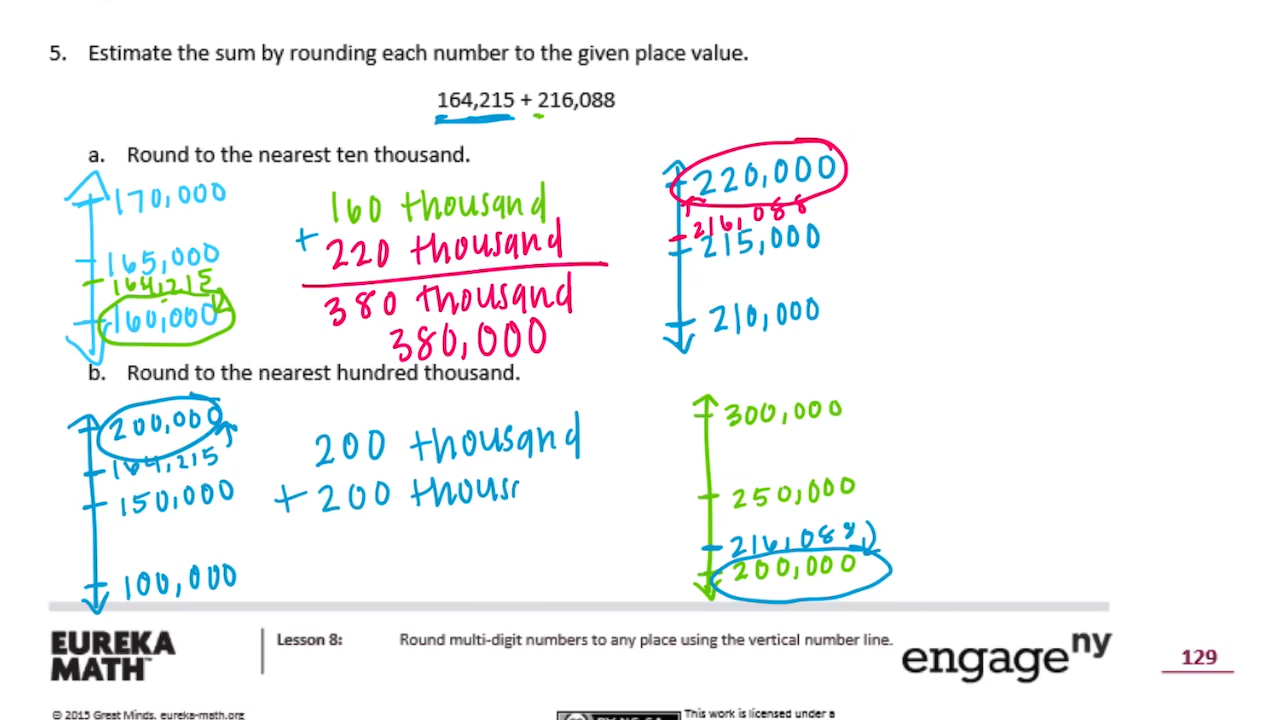 5. Estimate the sum by rounding each number to the given place value.
164,215 + 216,088
a. Round to the nearest ten thousand.
170,000
165,000
164,215
160,000
160 thousand
+ 220 thousand
380 thousand
380,000
220,000
216,088
215,000
210,000
b. Round to the nearest hundred thousand.
200,000
164,215
150,000
100,000
200 thousand
+ 200 thous
300,000
250,000
216,088
200,000
EUREKA MATH™
Lesson 8: Round multi-digit numbers to any place using the vertical number line.
engageny
129
© 2015 Great Minds. eureka-math.org
This work is licensed under a